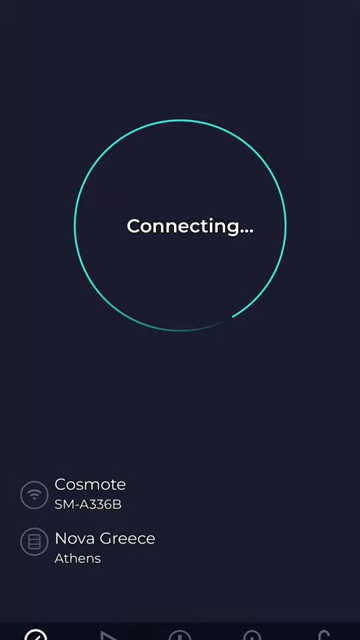 Connecting...
Cosmote
SM-A336B
Nova Greece
Athens